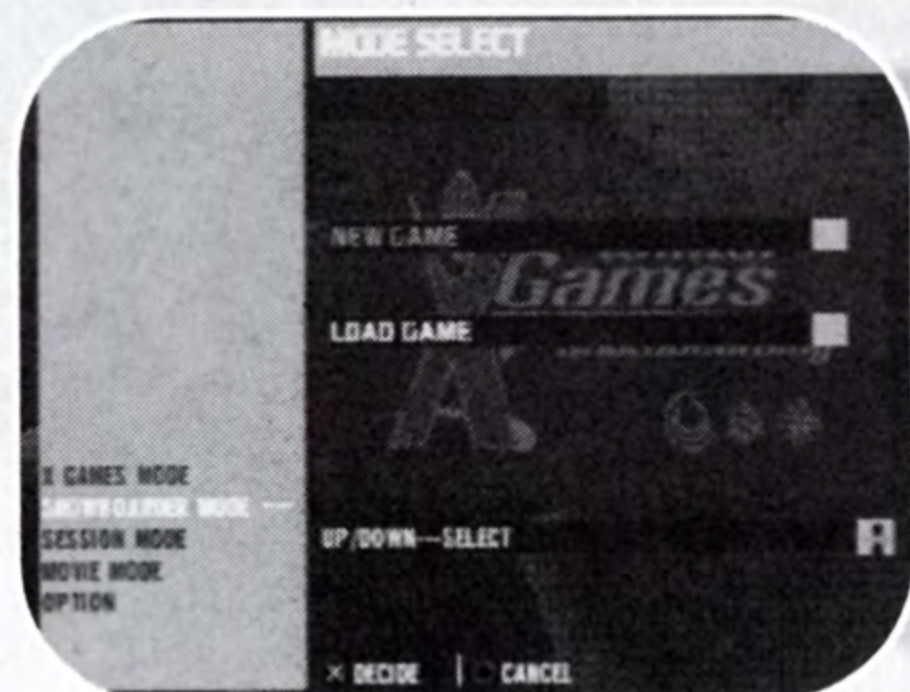 MODE SELECT
NEW GAME
Games
LOAD GAME
X GAMES MODE
SNOWBOARDER MODE
SESSION MODE
MOVIE MODE
OPTION
UP/DOWN—SELECT
A
× DECIDE | ○ CANCEL